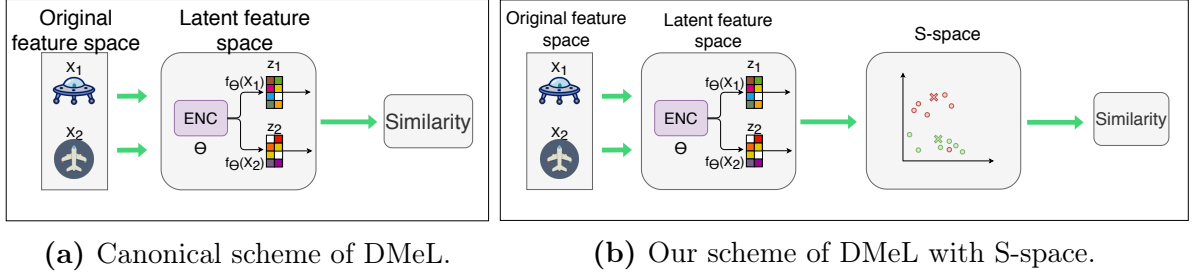 Original
feature space
Latent feature
space
X1
X2
ENC
Θ
fΘ(X1)
fΘ(X2)
z1
z2
Similarity
(a) Canonical scheme of DMeL.
Original feature
space
Latent feature
space
S-space
X1
X2
ENC
Θ
fΘ(X1)
fΘ(X2)
z1
z2
Similarity
(b) Our scheme of DMeL with S-space.